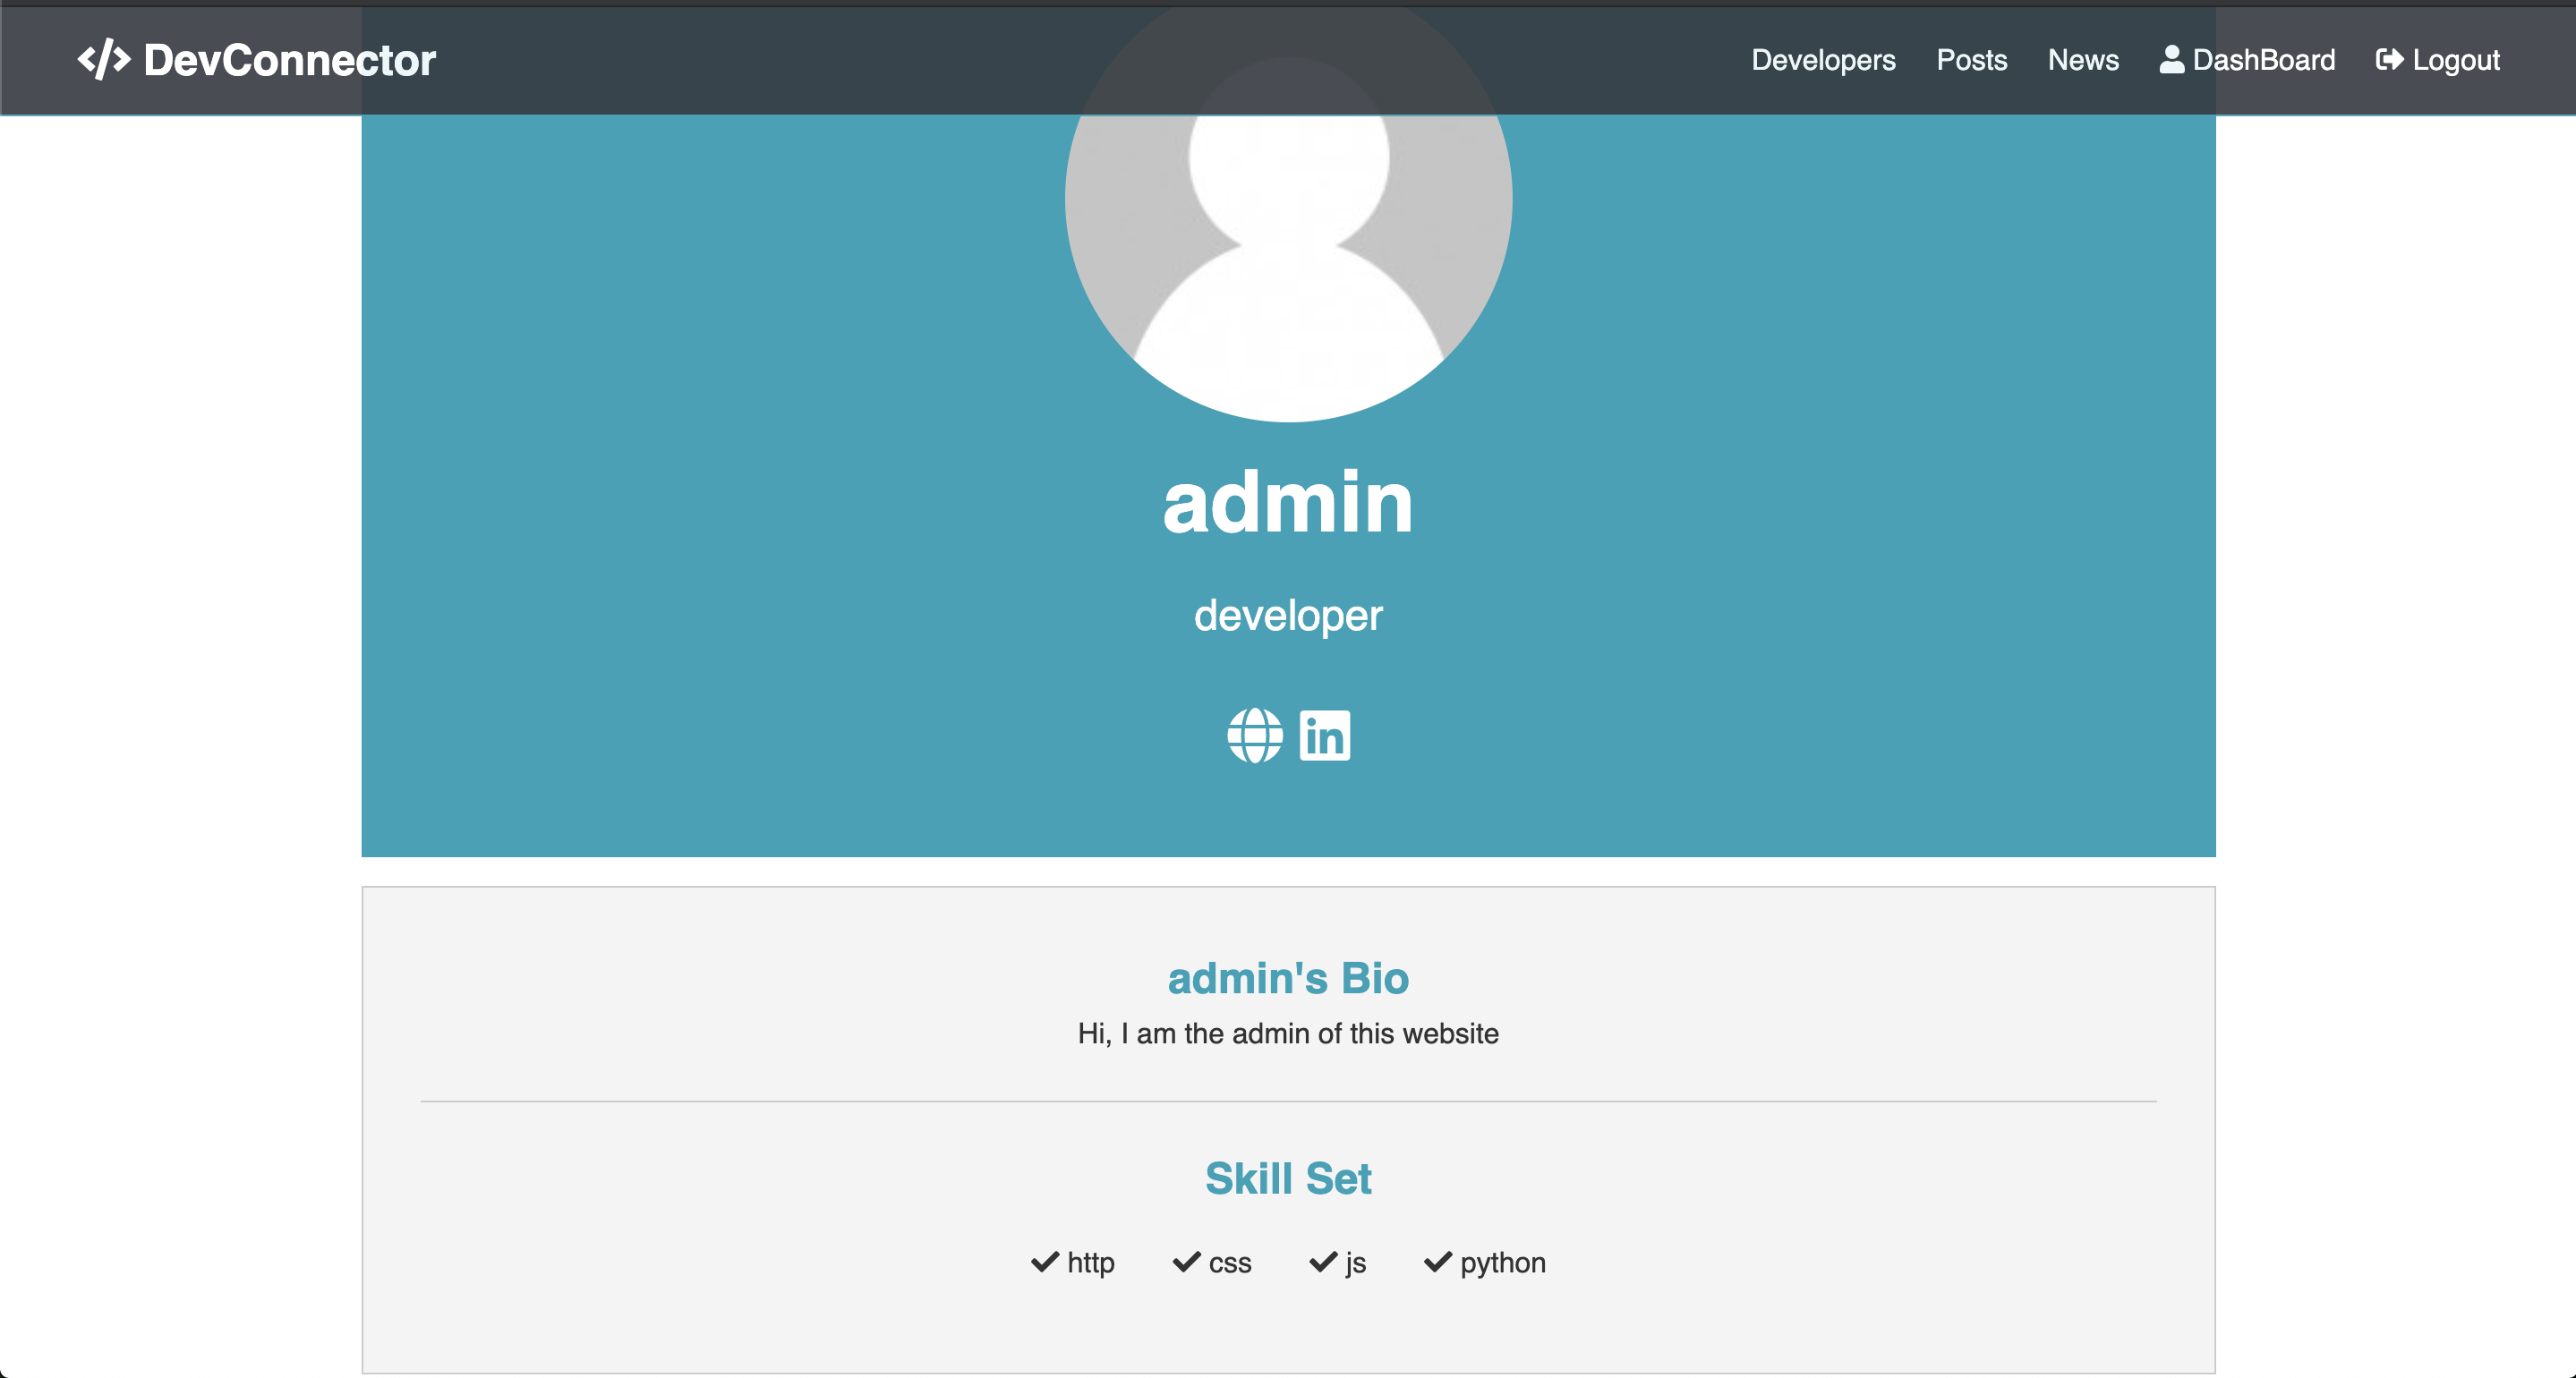 </> DevConnector
Developers Posts News DashBoard Logout
admin
developer
in
admin's Bio
Hi, I am the admin of this website
Skill Set
http css js python